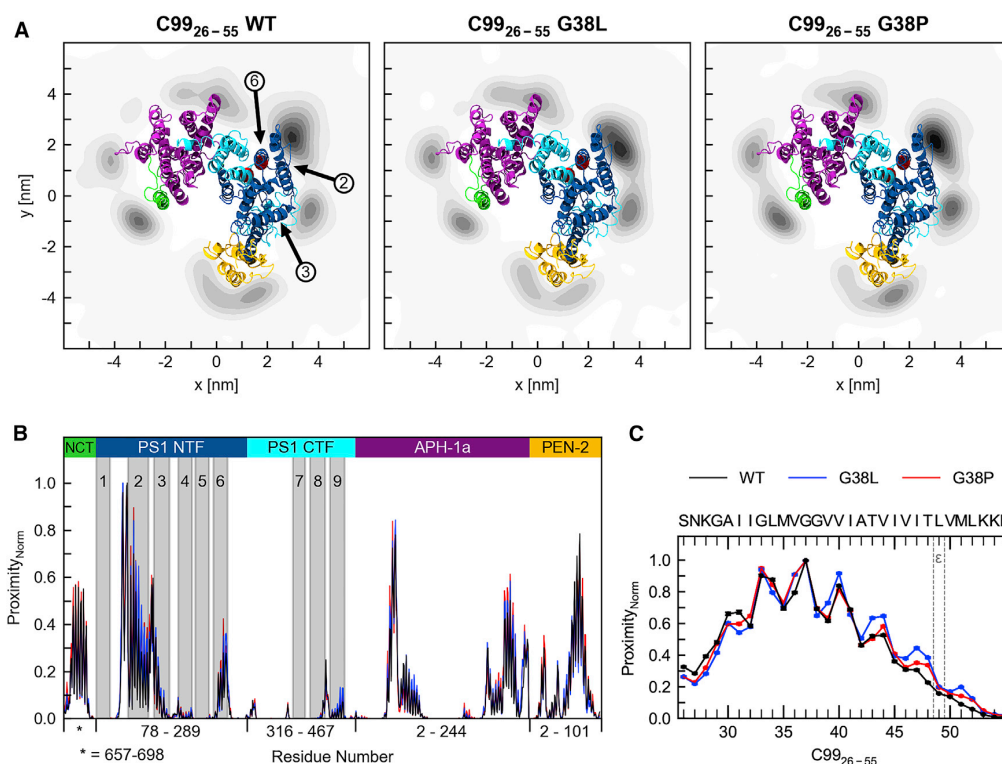 A
C99₂₆₋₅₅ WT
C99₂₆₋₅₅ G38L
C99₂₆₋₅₅ G38P
6
2
3
y [nm]
4
2
0
-2
-4
-4 -2 0 2 4
-4 -2 0 2 4
-4 -2 0 2 4
x [nm]
x [nm]
x [nm]
B
NCT PS1 NTF PS1 CTF APH-1a PEN-2
1 2 3 4 5 6 7 8 9
Proximity_Norm
1.0
0.8
0.6
0.4
0.2
0.0
* 78 - 289 316 - 467 2 - 244 2 - 101
* = 657-698
Residue Number
C
WT G38L G38P
SNKGAIIGLMVGGVVIATVIVITLVMLKK
ε
Proximity_Norm
1.0
0.8
0.6
0.4
0.2
0.0
30 35 40 45 50
C99₂₆₋₅₅